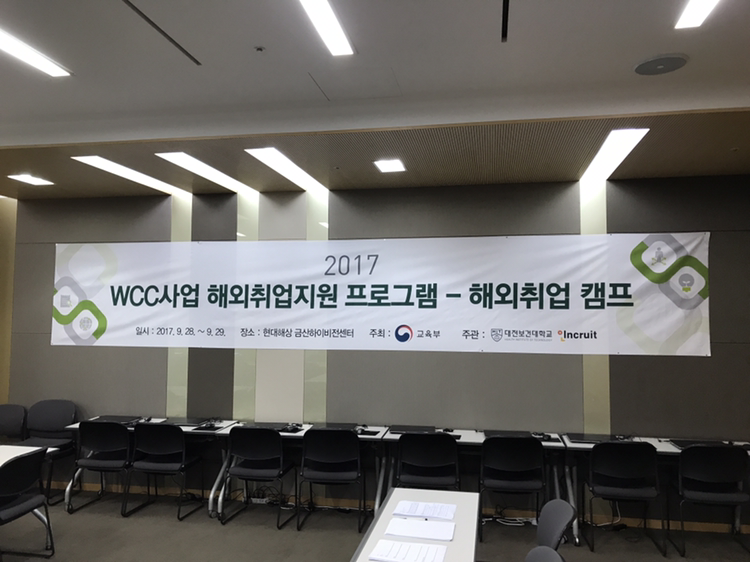 2017
WCC사업 해외취업지원 프로그램 - 해외취업 캠프
일시 : 2017. 9. 28. ~ 9. 29. 장소 : 현대해상 금산하이비전센터 주최 : 교육부 주관 : 대전보건대학교 Incruit